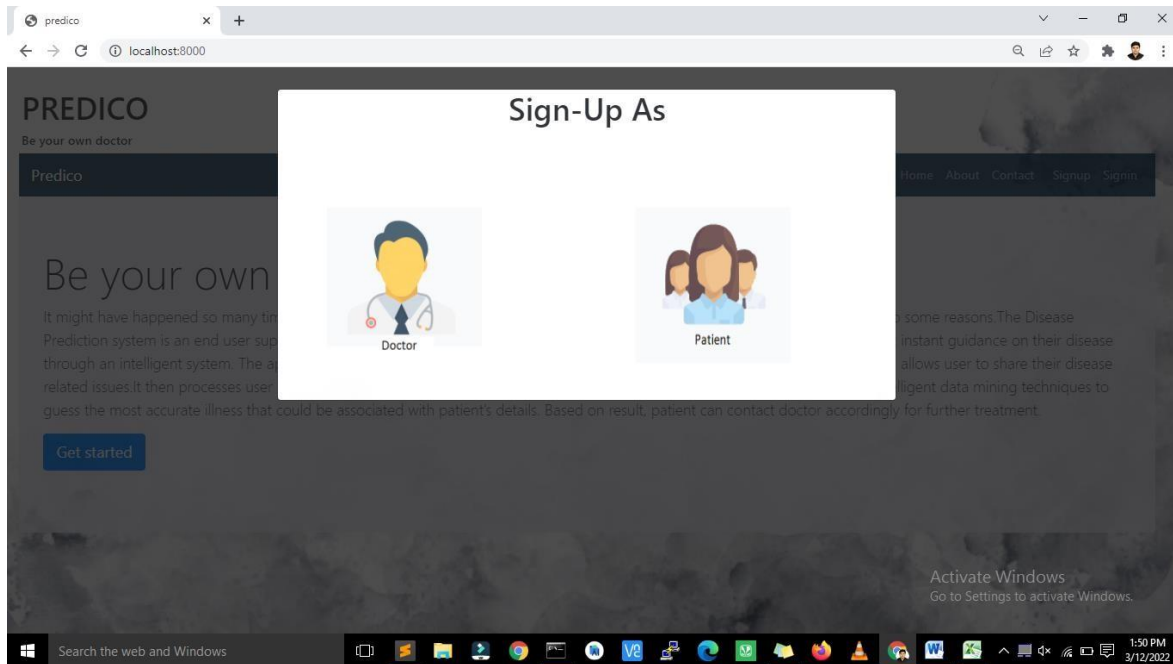 predico
localhost:8000
PREDICO
Be your own doctor
Predico
Home About Contact Signup Signin
Sign-Up As
Doctor
Patient
Be your own
It might have happened so many some reasons.The Disease
Prediction system is an end user instant guidance on their disease
through an intelligent system. The allows user to share their disease
related issues.It then processes user data mining techniques to
guess the most accurate illness that could be associated with patient's details. Based on result, patient can contact doctor accordingly for further treatment.
Get started
Activate Windows
Go to Settings to activate Windows.
Search the web and Windows
1:50 PM
3/12/2022